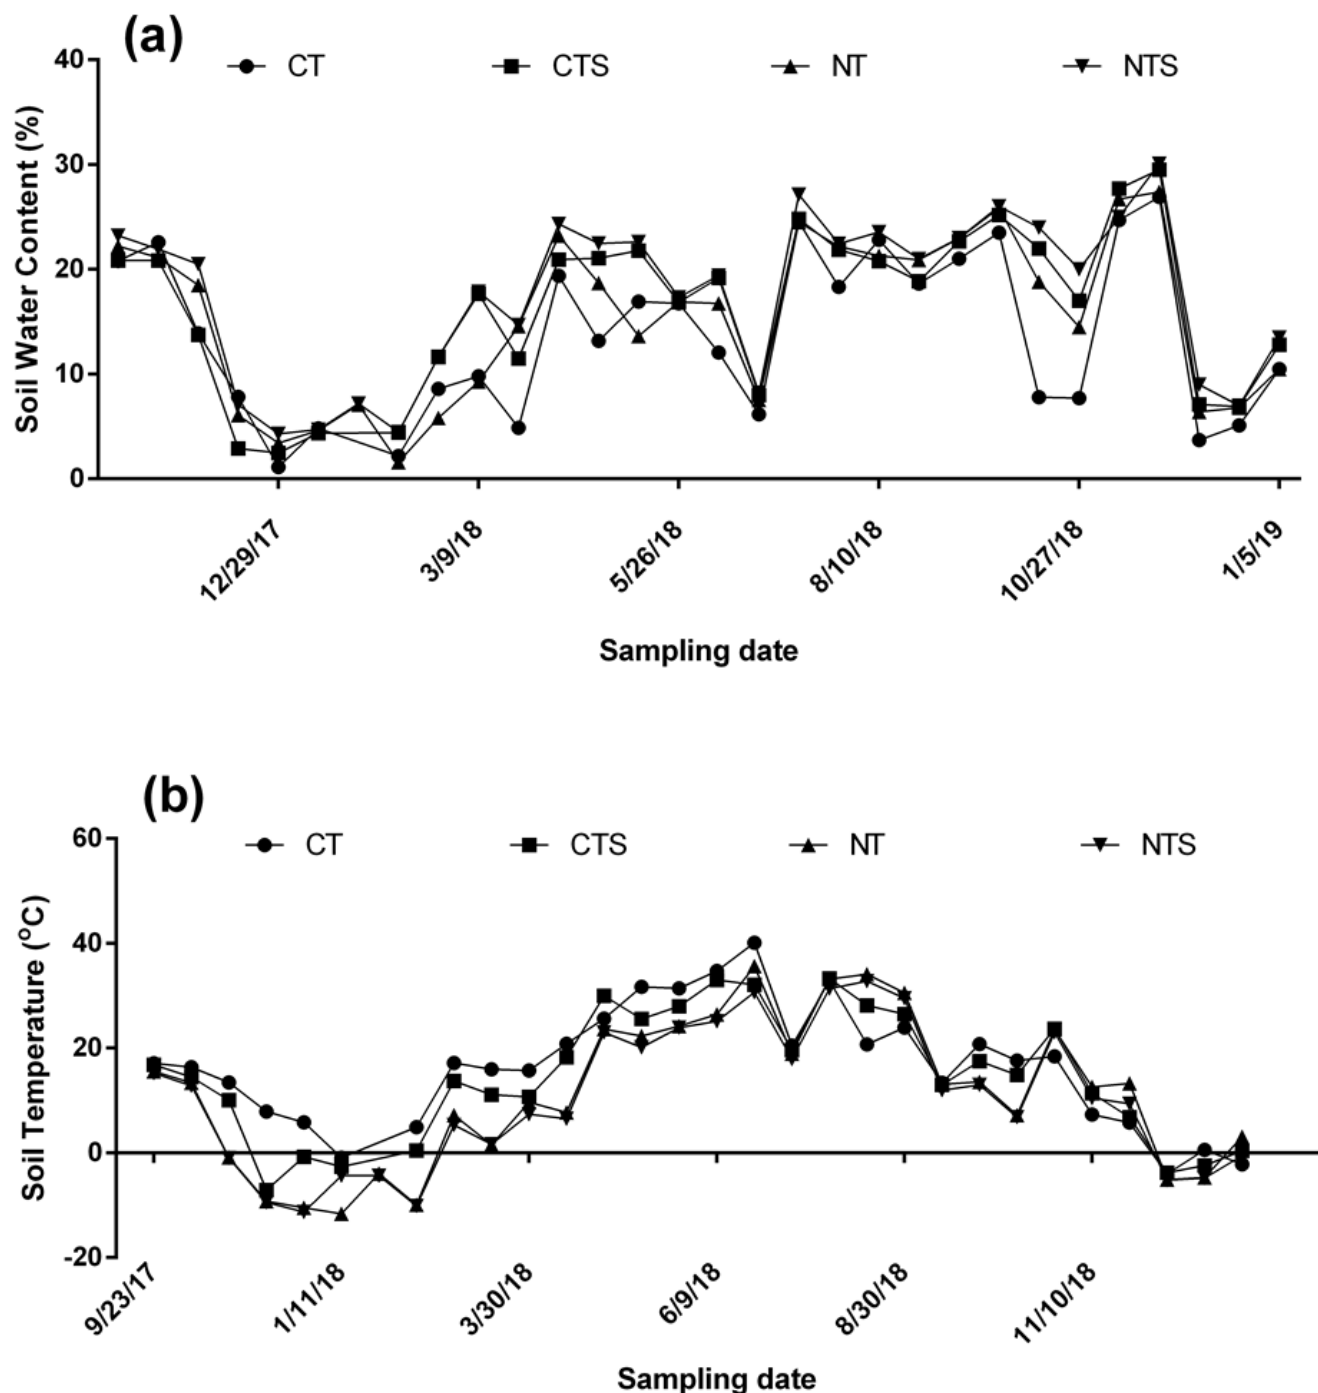 (a)
CT CTS NT NTS
40
30
20
10
0
Soil Water Content (%)
12/29/17 3/9/18 5/26/18 8/10/18 10/27/18 1/5/19
Sampling date
(b)
CT CTS NT NTS
60
40
20
0
-20
Soil Temperature (°C)
9/23/17 1/11/18 3/30/18 6/9/18 8/30/18 11/10/18
Sampling date